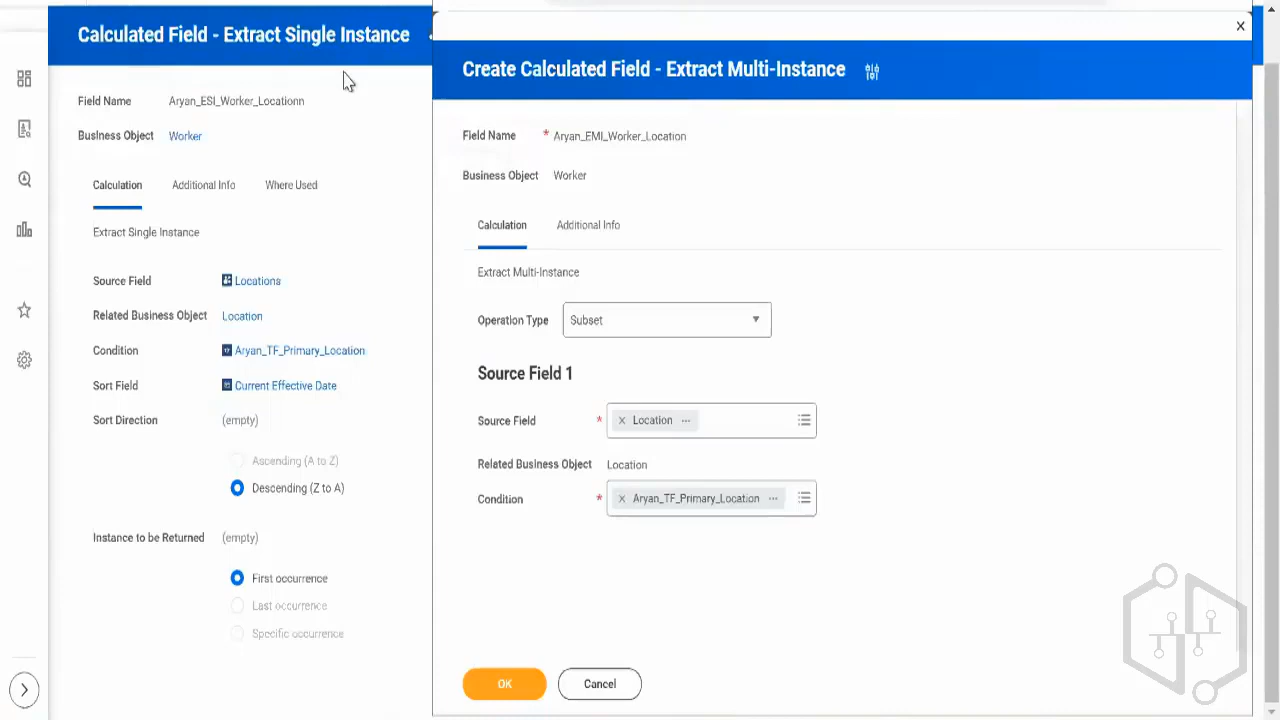 Calculated Field - Extract Single Instance
Field Name Aryan_ESI_Worker_Locationn
Business Object Worker
Calculation Additional Info Where Used
Extract Single Instance
Source Field Locations
Related Business Object Location
Condition Aryan_TF_Primary_Location
Sort Field Current Effective Date
Sort Direction (empty)
Ascending (A to Z)
Descending (Z to A)
Instance to be Returned (empty)
First occurrence
Last occurrence
Specific occurrence
Create Calculated Field - Extract Multi-Instance
Field Name * Aryan_EMI_Worker_Location
Business Object Worker
Calculation Additional Info
Extract Multi-Instance
Operation Type Subset
Source Field 1
Source Field * × Location ...
Related Business Object Location
Condition * × Aryan_TF_Primary_Location ...
OK Cancel